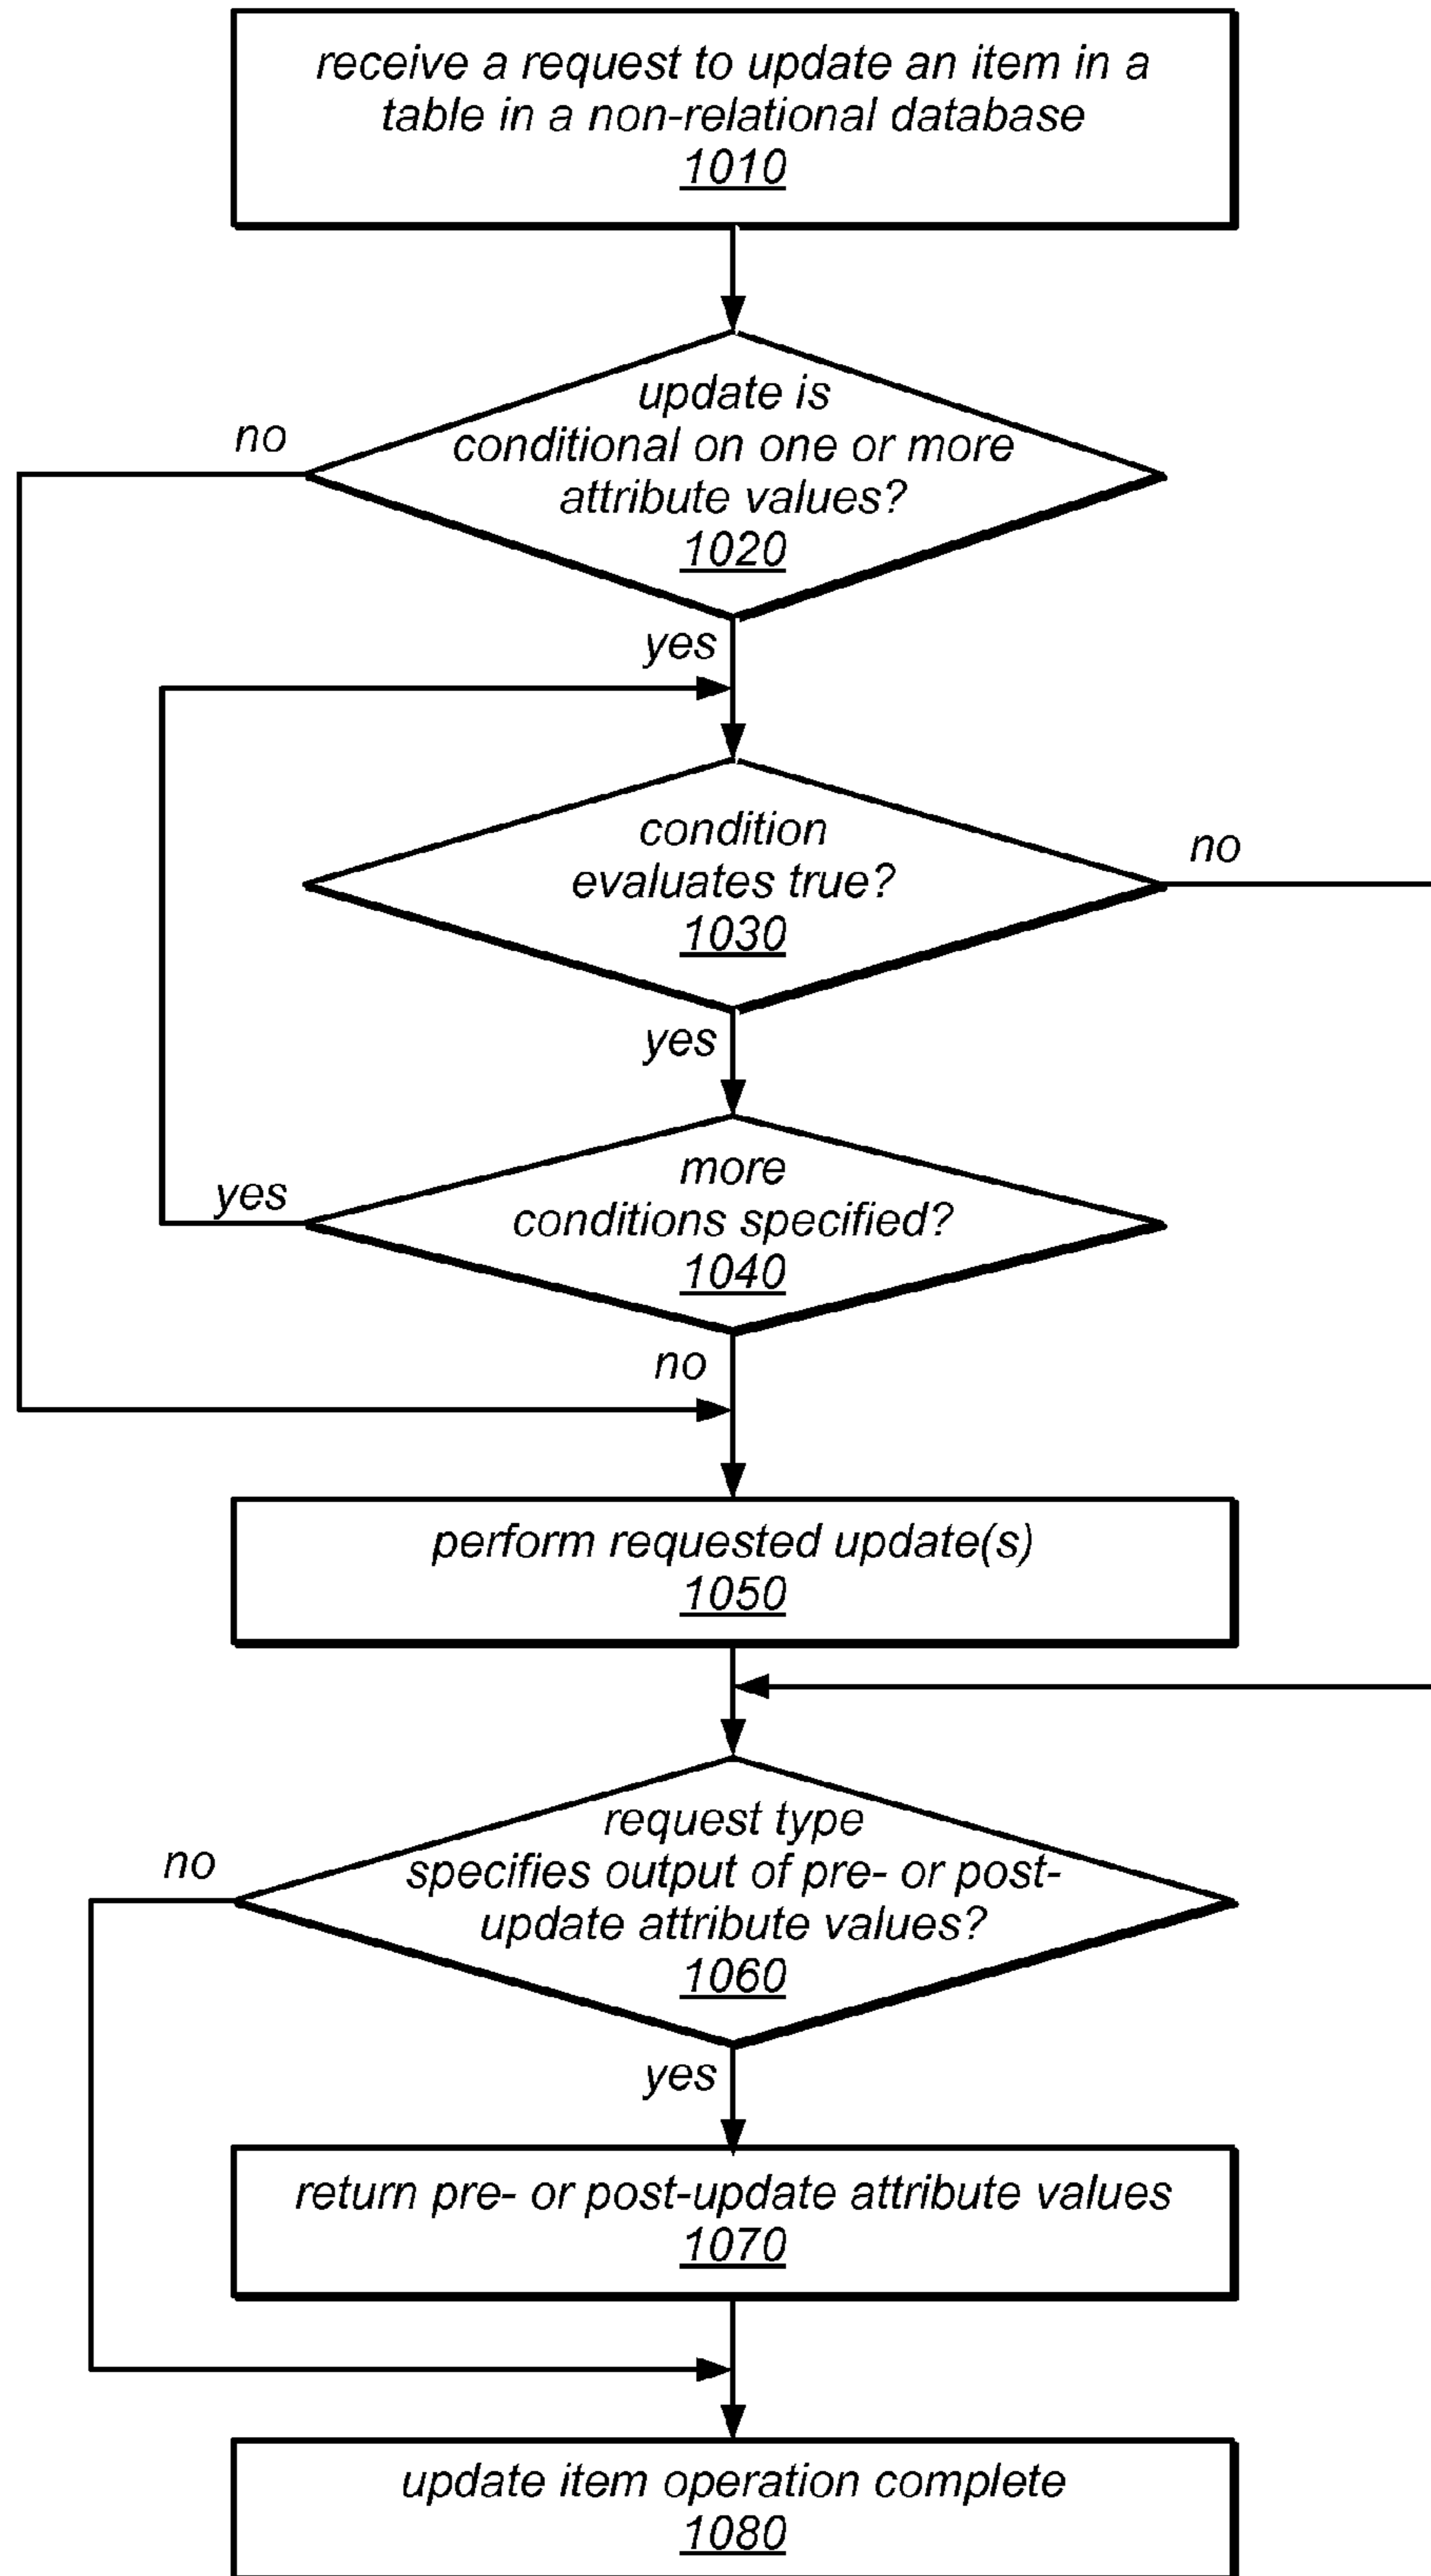 receive a request to update an item in a
table in a non-relational database
1010
update is
conditional on one or more
attribute values?
1020
no
yes
condition
evaluates true?
1030
no
yes
more
conditions specified?
1040
yes
no
perform requested update(s)
1050
request type
specifies output of pre- or post-
update attribute values?
1060
no
yes
return pre- or post-update attribute values
1070
update item operation complete
1080